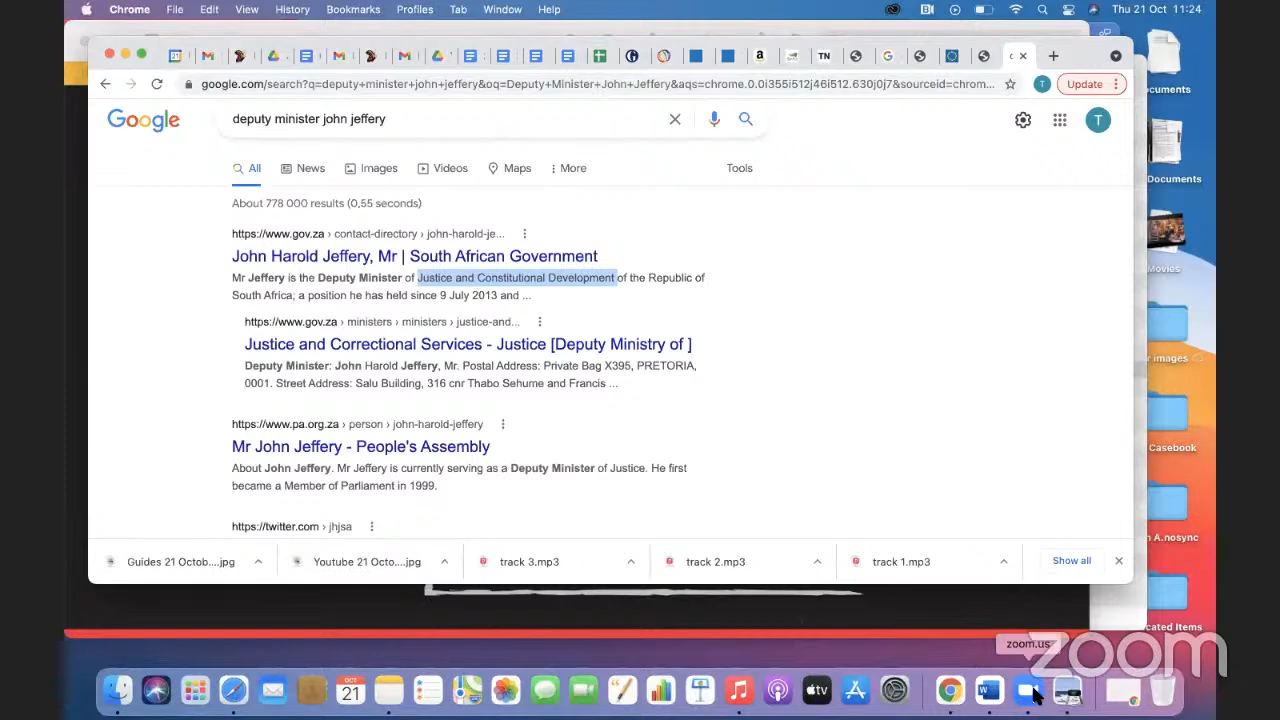 Chrome File Edit View History Bookmarks Profiles Tab Window Help Thu 21 Oct 11:24
google.com/search?q=deputy+minister+john+jeffery&oq=Deputy+Minister+John+Jeffery&aqs=chrome.0.0i355i512j46i512.630j0j7&sourceid=chrom... T Update
Google deputy minister john jeffery T
All News Images Videos Maps More Tools
About 778 000 results (0,55 seconds)
https://www.gov.za › contact-directory › john-harold-je...
John Harold Jeffery, Mr | South African Government
Mr Jeffery is the Deputy Minister of Justice and Constitutional Development of the Republic of
South Africa, a position he has held since 9 July 2013 and ...
https://www.gov.za › ministers › ministers › justice-and...
Justice and Correctional Services - Justice [Deputy Ministry of ]
Deputy Minister: John Harold Jeffery, Mr. Postal Address: Private Bag X395, PRETORIA,
0001. Street Address: Salu Building, 316 cnr Thabo Sehume and Francis ...
https://www.pa.org.za › person › john-harold-jeffery
Mr John Jeffery - People's Assembly
About John Jeffery. Mr Jeffery is currently serving as a Deputy Minister of Justice. He first
became a Member of Parliament in 1999.
https://twitter.com › jhjsa
Guides 21 Octob....jpg Youtube 21 Octo....jpg track 3.mp3 track 2.mp3 track 1.mp3 Show all
ocuments
Documents
Movies
r images
Casebook
n A.nosync
cated Items
zoom.us
zoom
OCT
21
tv